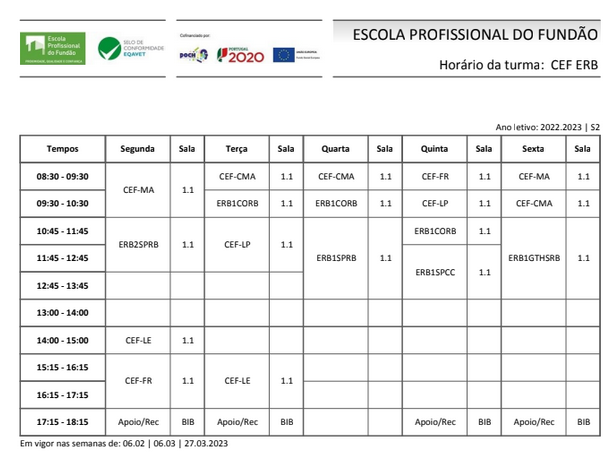 Escola
Profissional
do Fundão
SELO DE
CONFORMIDADE
EQAVET
Cofinanciado por:
POCH
PORTUGAL
2020
UNIÃO EUROPEIA
Fundo Social Europeu
ESCOLA PROFISSIONAL DO FUNDÃO
Horário da turma: CEF ERB
Ano letivo: 2022.2023 | S2
Tempos Segunda Sala Terça Sala Quarta Sala Quinta Sala Sexta Sala
08:30 - 09:30 CEF-MA 1.1 CEF-CMA 1.1 CEF-CMA 1.1 CEF-FR 1.1 CEF-MA 1.1
09:30 - 10:30 ERB1CORB 1.1 ERB1CORB 1.1 CEF-LP 1.1 CEF-CMA 1.1
10:45 - 11:45 ERB2SPRB 1.1 CEF-LP 1.1 ERB1SPRB 1.1 ERB1CORB 1.1 ERB1GTHSRB 1.1
11:45 - 12:45 ERB1SPCC 1.1
12:45 - 13:45
13:00 - 14:00
14:00 - 15:00 CEF-LE 1.1
15:15 - 16:15 CEF-FR 1.1 CEF-LE 1.1
16:15 - 17:15
17:15 - 18:15 Apoio/Rec BIB Apoio/Rec BIB Apoio/Rec BIB Apoio/Rec BIB
Em vigor nas semanas de: 06.02 | 06.03 | 27.03.2023